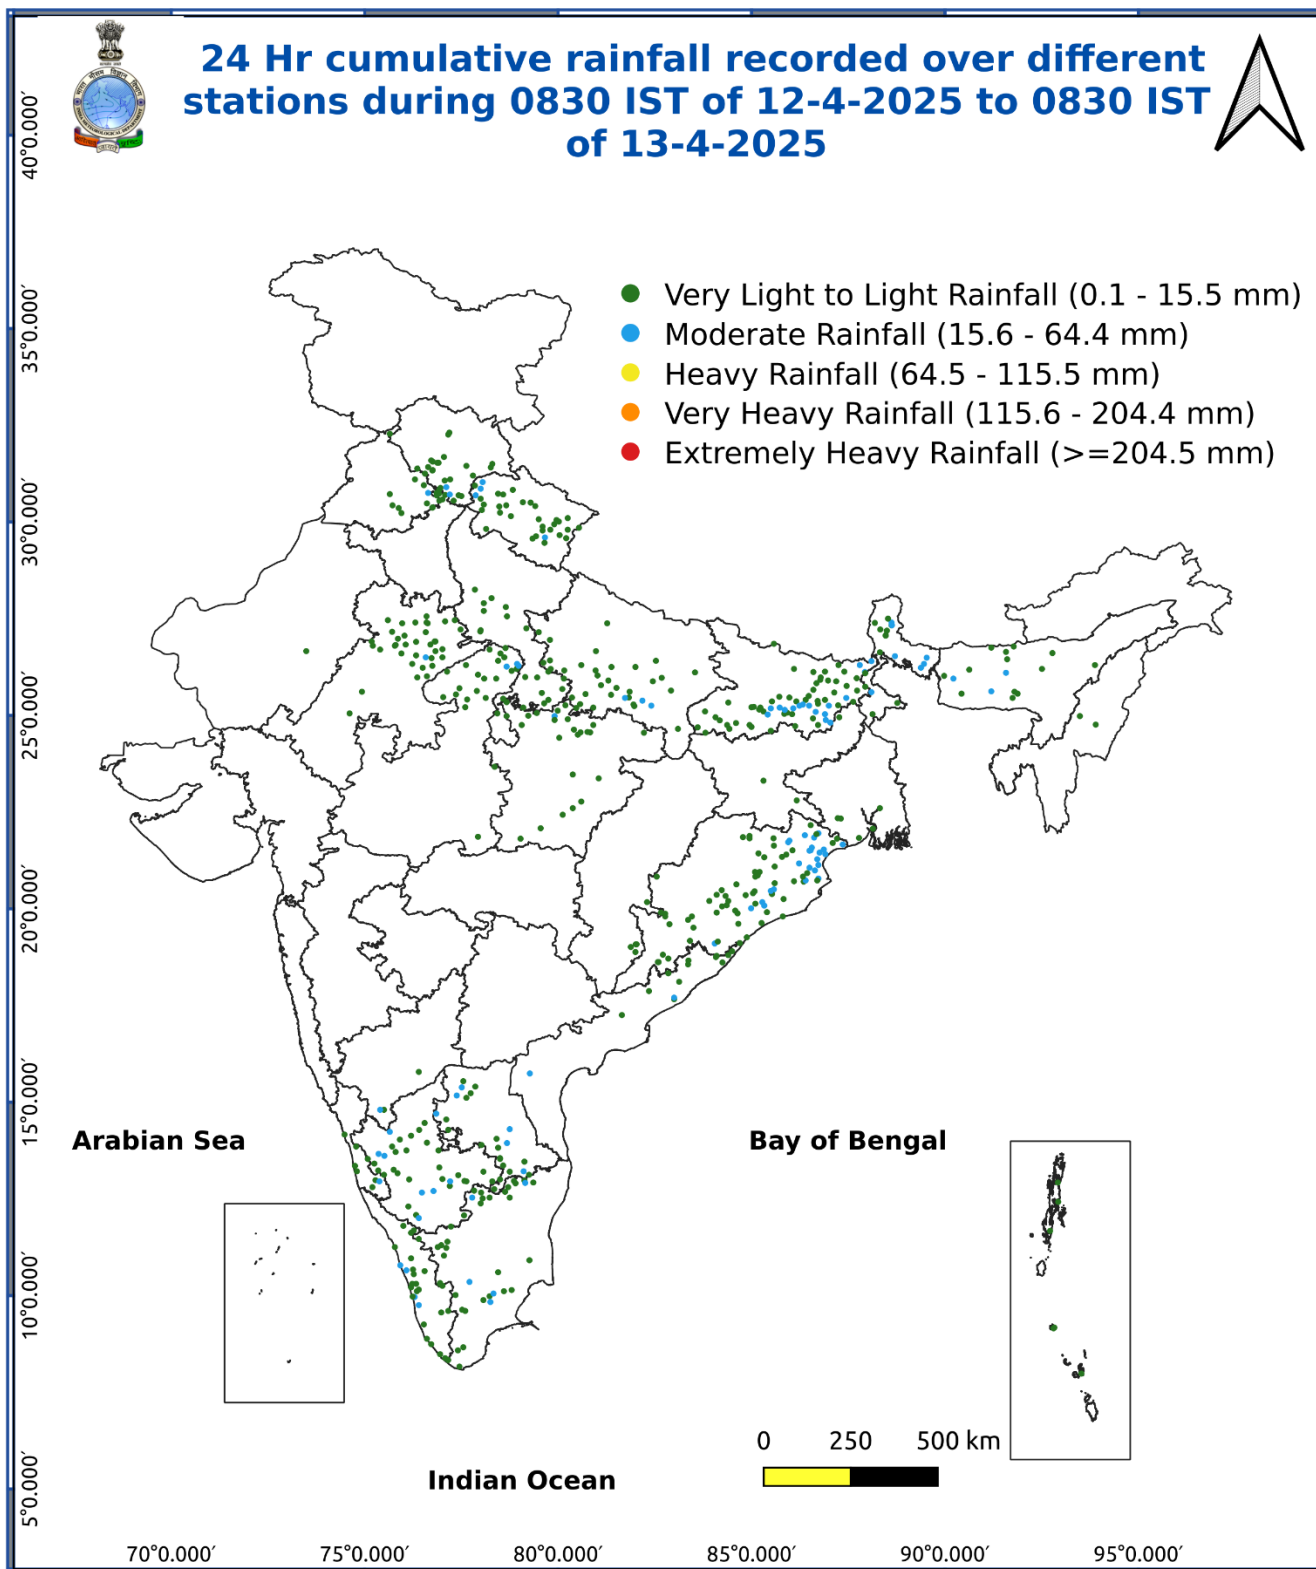 24 Hr cumulative rainfall recorded over different
stations during 0830 IST of 12-4-2025 to 0830 IST
of 13-4-2025
Very Light to Light Rainfall (0.1 - 15.5 mm)
Moderate Rainfall (15.6 - 64.4 mm)
Heavy Rainfall (64.5 - 115.5 mm)
Very Heavy Rainfall (115.6 - 204.4 mm)
Extremely Heavy Rainfall (>=204.5 mm)
40°0.000′
35°0.000′
30°0.000′
25°0.000′
20°0.000′
15°0.000′
10°0.000′
5°0.000′
Arabian Sea
Bay of Bengal
Indian Ocean
0 250 500 km
70°0.000′ 75°0.000′ 80°0.000′ 85°0.000′ 90°0.000′ 95°0.000′